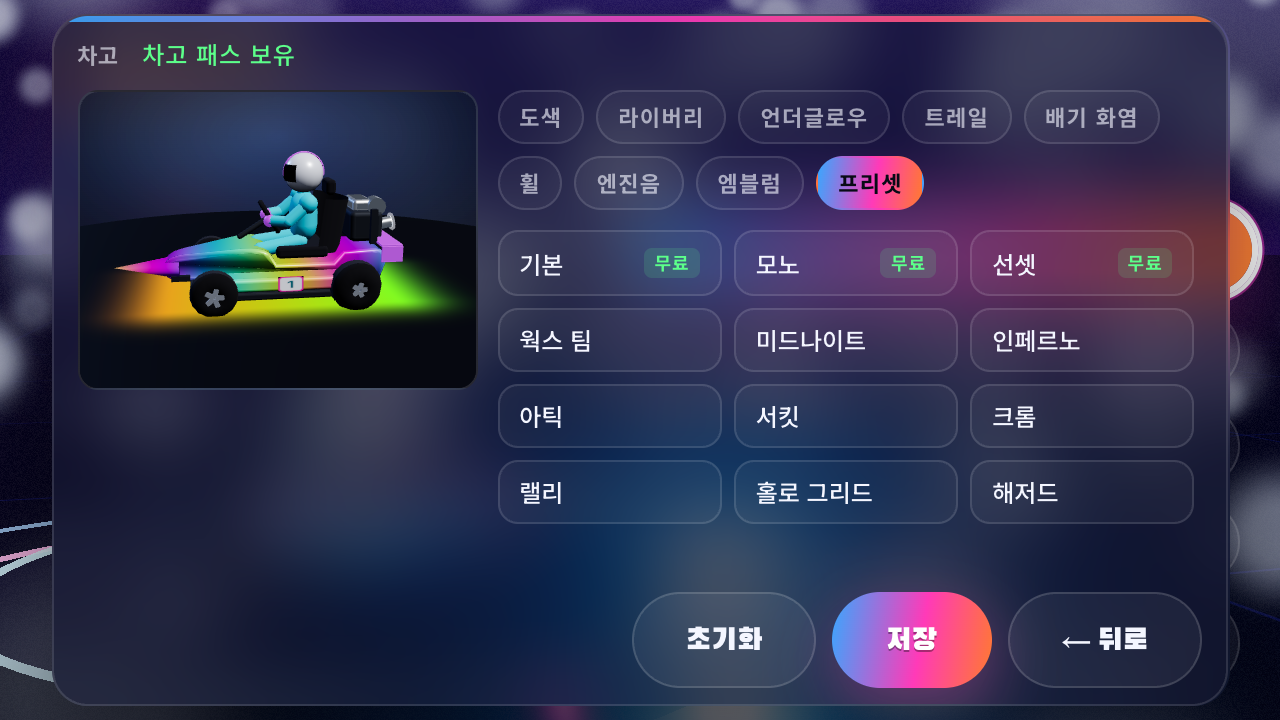 차고 차고 패스 보유
도색 라이버리 언더글로우 트레일 배기 화염
휠 엔진음 엠블럼 프리셋
기본 무료 모노 무료 선셋 무료
웍스 팀 미드나이트 인페르노
아틱 서킷 크롬
랠리 홀로 그리드 해저드
1
초기화 저장 ← 뒤로